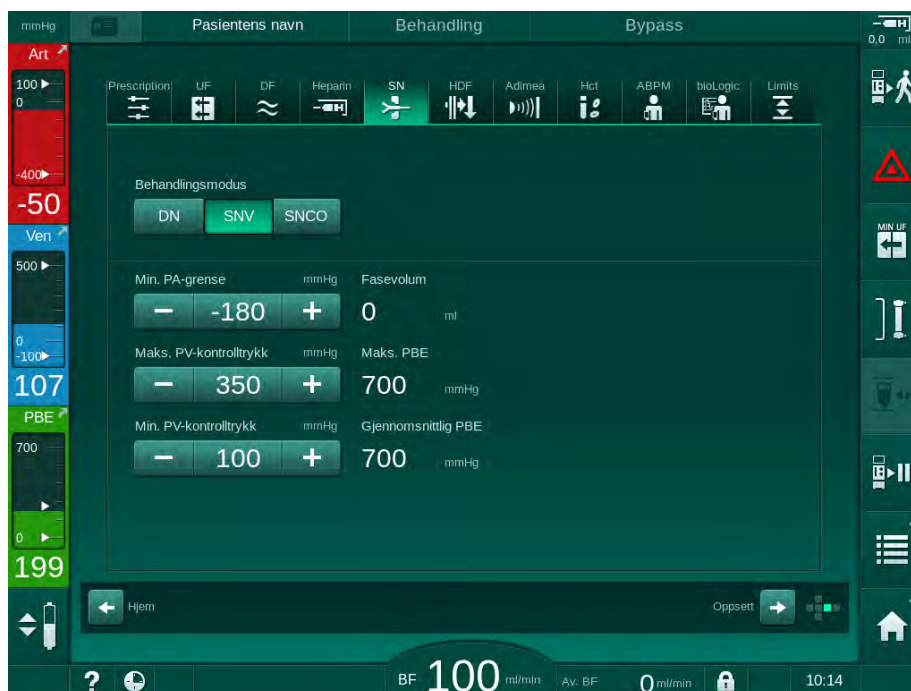 mmHg
Pasientens navn
Behandling
Bypass
0,0 ml
Art
100
0
-400
-50
Ven
500
0
-100
107
PBE
700
0
199
Prescription
UF
DF
Heparin
SN
HDF
Adimea
Hct
ABPM
bioLogic
Limits
Behandlingsmodus
DN SNV SNCO
Min. PA-grense mmHg Fasevolum
− -180 + 0 ml
Maks. PV-kontrolltrykk mmHg Maks. PBE
− 350 + 700 mmHg
Min. PV-kontrolltrykk mmHg Gjennomsnittlig PBE
− 100 + 700 mmHg
MIN UF
Hjem
Oppsett
? BF 100 ml/min Av. BF 0 ml/min 10:14